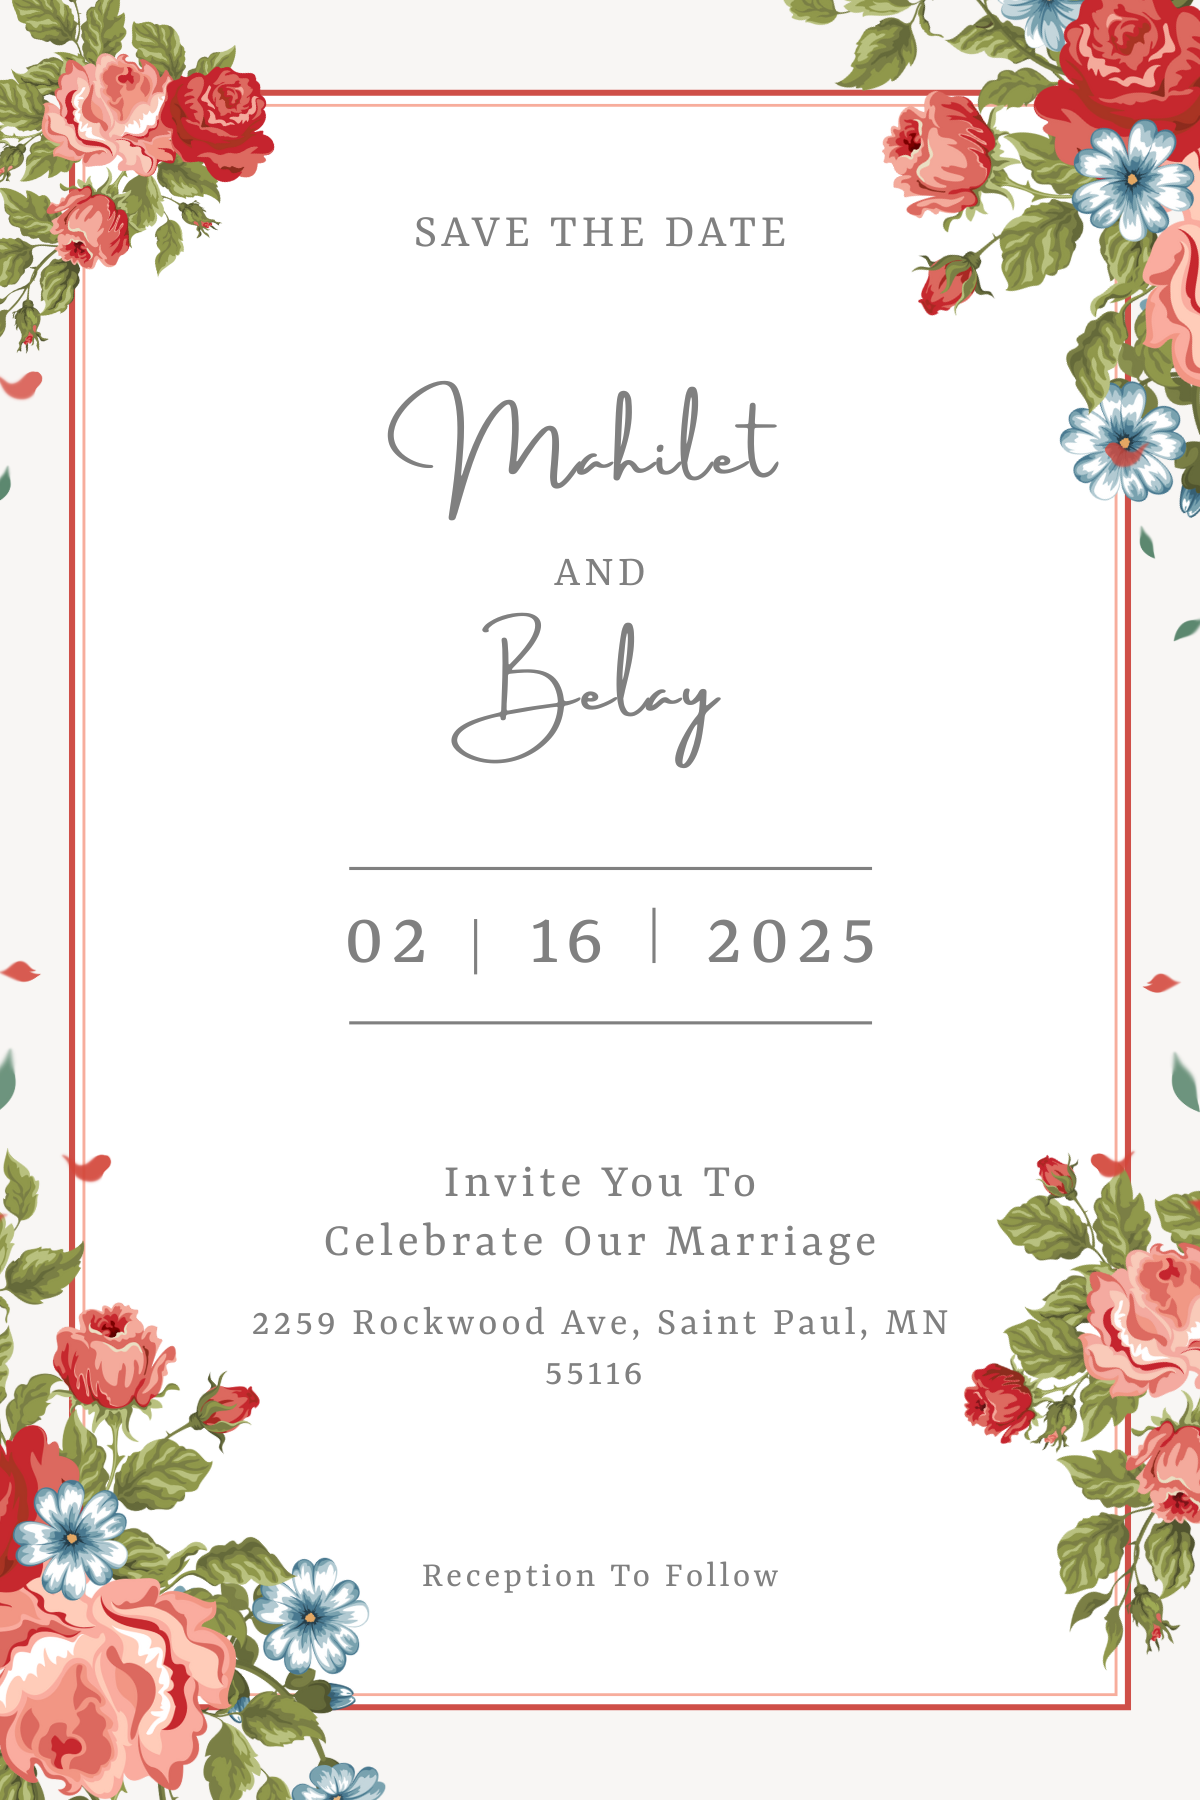 SAVE THE DATE
Mahilet
AND
Belay
02 | 16 | 2025
Invite You To
Celebrate Our Marriage
2259 Rockwood Ave, Saint Paul, MN
55116
Reception To Follow